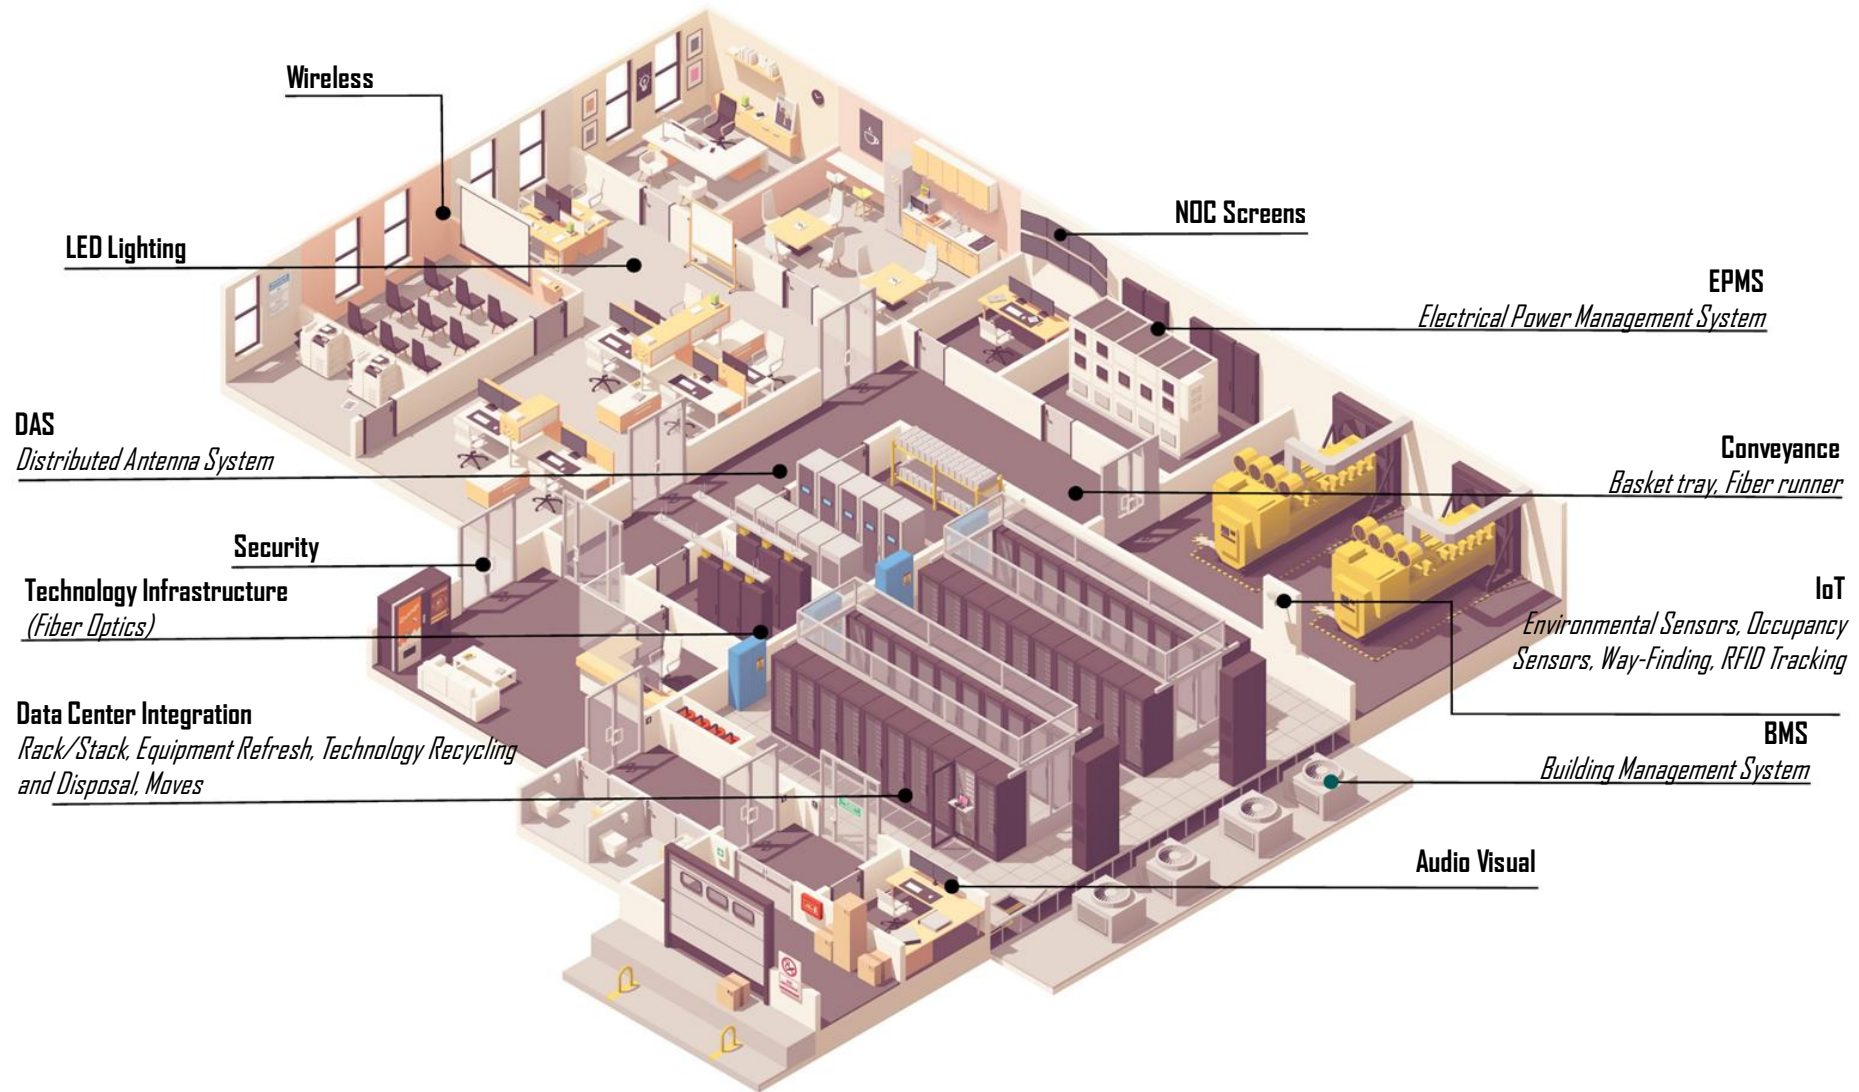 Wireless
LED Lighting
DAS
Distributed Antenna System
Security
Technology Infrastructure
(Fiber Optics)
Data Center Integration
Rack/Stack, Equipment Refresh, Technology Recycling
and Disposal, Moves
NOC Screens
EPMS
Electrical Power Management System
Conveyance
Basket tray, Fiber runner
IoT
Environmental Sensors, Occupancy
Sensors, Way-Finding, RFID Tracking
BMS
Building Management System
Audio Visual